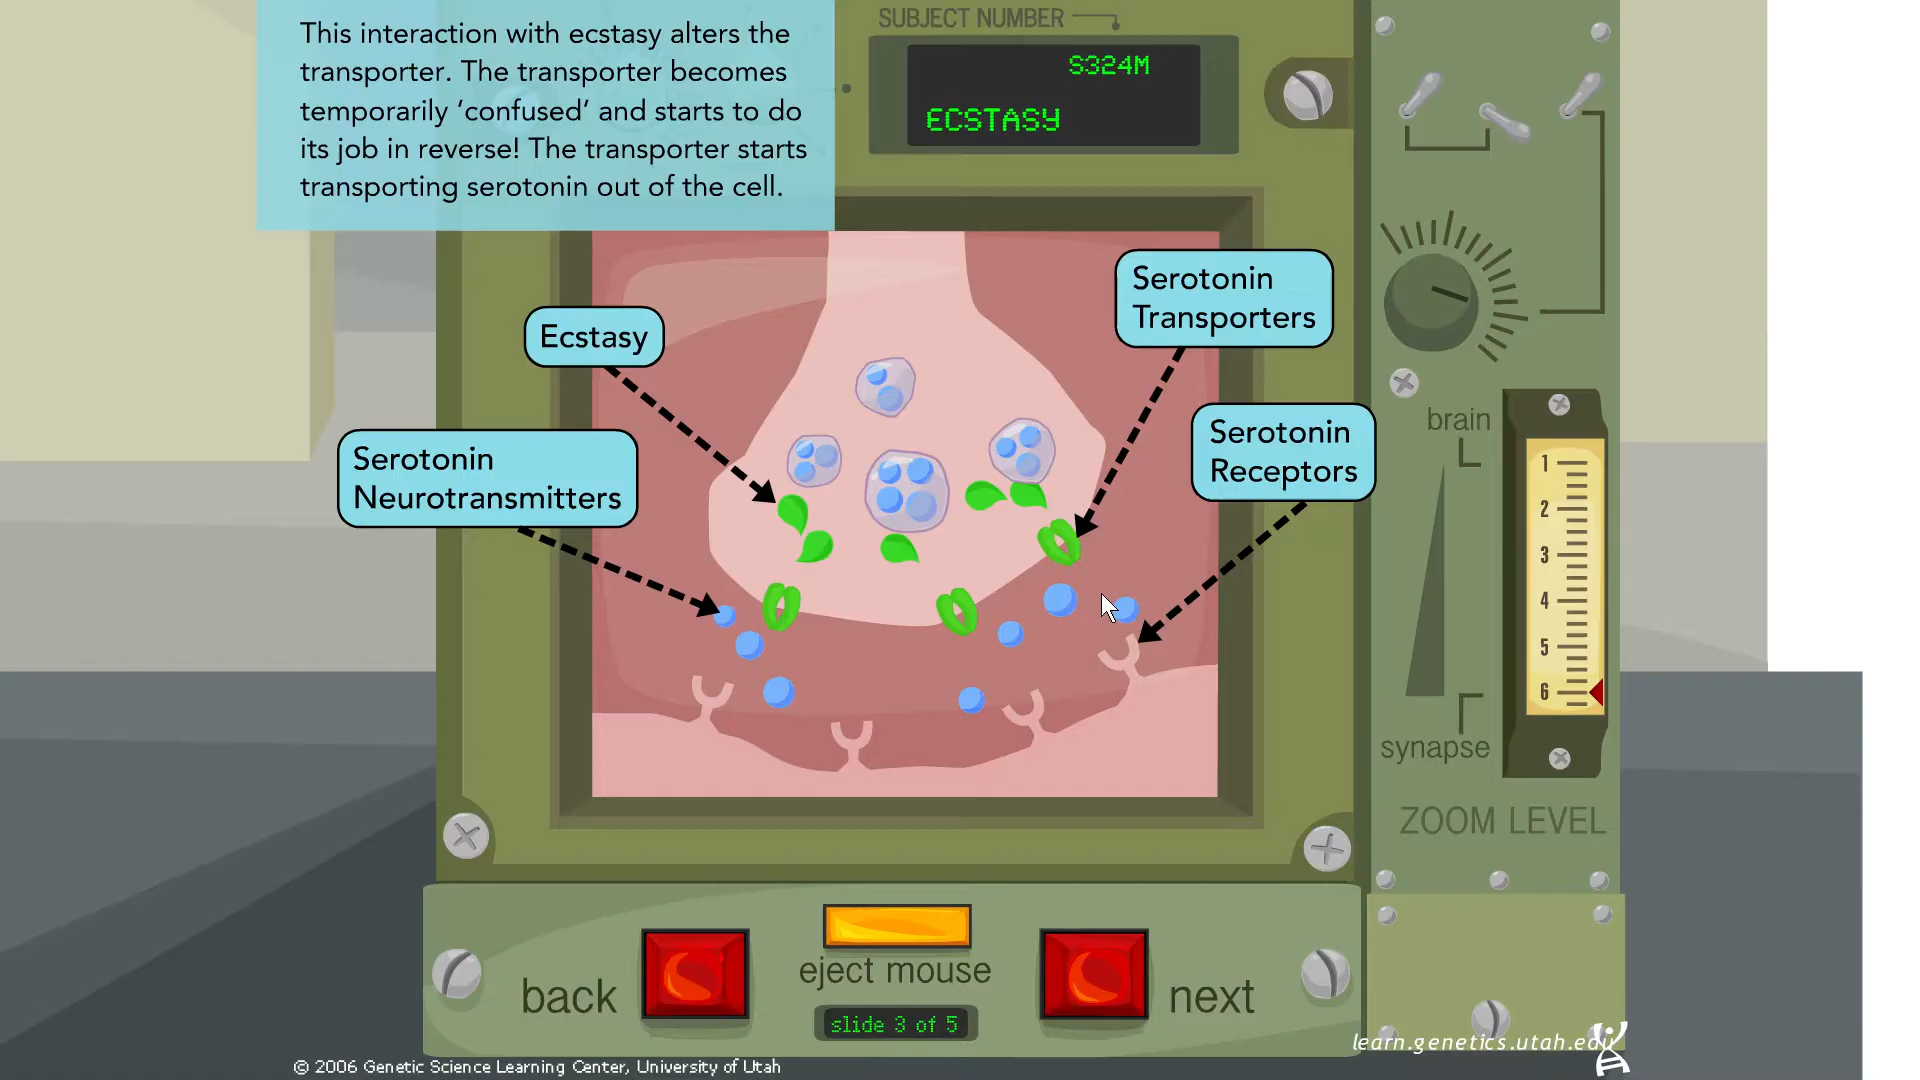 This interaction with ecstasy alters the
transporter. The transporter becomes
temporarily ‘confused’ and starts to do
its job in reverse! The transporter starts
transporting serotonin out of the cell.
SUBJECT NUMBER
S324M
ECSTASY
Serotonin
Transporters
Ecstasy
Serotonin
Receptors
Serotonin
Neurotransmitters
brain
1
2
3
4
5
6
synapse
ZOOM LEVEL
back
eject mouse
next
slide 3 of 5
learn.genetics.utah.edu
© 2006 Genetic Science Learning Center, University of Utah